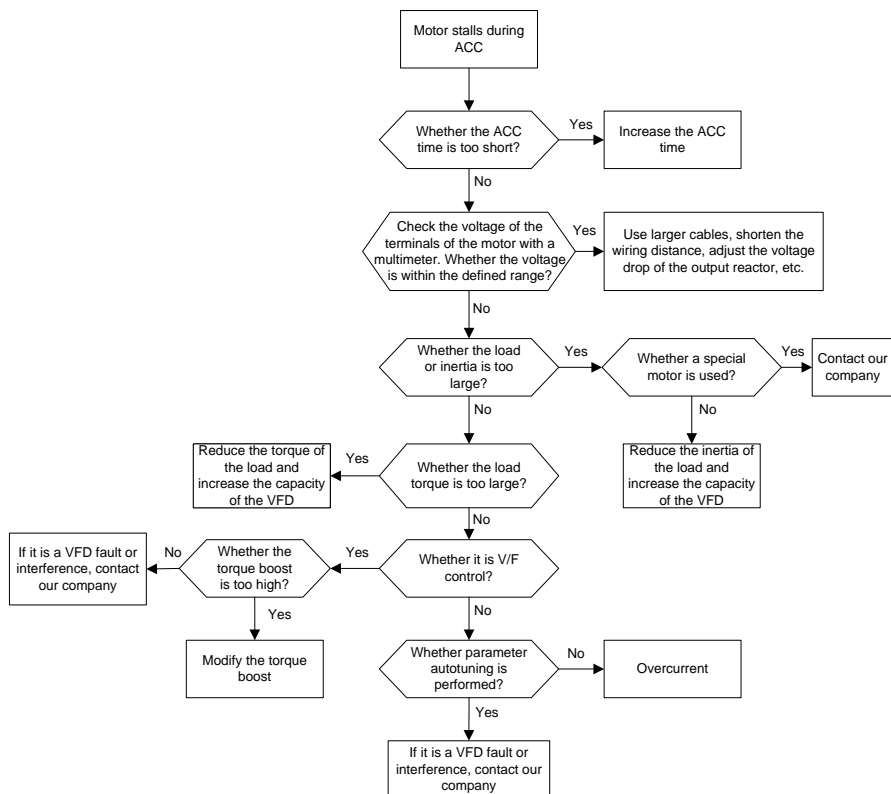 Motor stalls during
ACC
Whether the ACC
time is too short?
Yes
Increase the ACC
time
No
Check the voltage of the
terminals of the motor with a
multimeter. Whether the voltage
is within the defined range?
Yes
Use larger cables, shorten the
wiring distance, adjust the voltage
drop of the output reactor, etc.
No
Whether the load
or inertia is too
large?
Yes
Whether a special
motor is used?
Yes
Contact our
company
No
No
Reduce the torque of
the load and
increase the capacity
of the VFD
Yes
Whether the load
torque is too large?
Reduce the inertia of
the load and
increase the capacity
of the VFD
No
If it is a VFD fault or
interference, contact
our company
No
Whether the
torque boost
is too high?
Yes
Whether it is V/F
control?
Yes
No
Modify the torque
boost
Whether parameter
autotuning is
performed?
No
Overcurrent
Yes
If it is a VFD fault or
interference, contact our
company